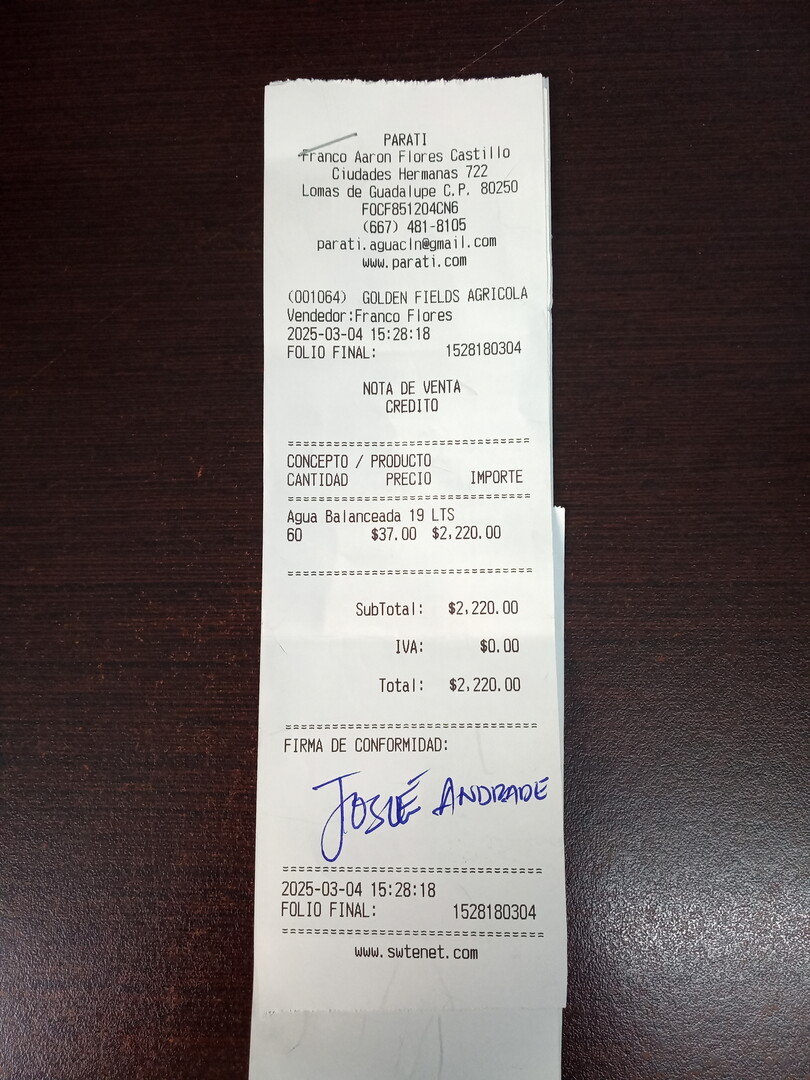 PARATI
Franco Aaron Flores Castillo
Ciudades Hermanas 722
Lomas de Guadalupe C.P. 80250
FOCF851204CN6
(667) 481-8105
parati.aguacln@gmail.com
www.parati.com
(001064) GOLDEN FIELDS AGRICOLA
Vendedor:Franco Flores
2025-03-04 15:28:18
FOLIO FINAL: 1528180304
NOTA DE VENTA
CREDITO
================================
CONCEPTO / PRODUCTO
CANTIDAD PRECIO IMPORTE
================================
Agua Balanceada 19 LTS
60 $37.00 $2,220.00
================================
SubTotal: $2,220.00
IVA: $0.00
Total: $2,220.00
================================
FIRMA DE CONFORMIDAD:
JOSUÉ ANDRADE
================================
2025-03-04 15:28:18
FOLIO FINAL: 1528180304
================================
www.swtenet.com